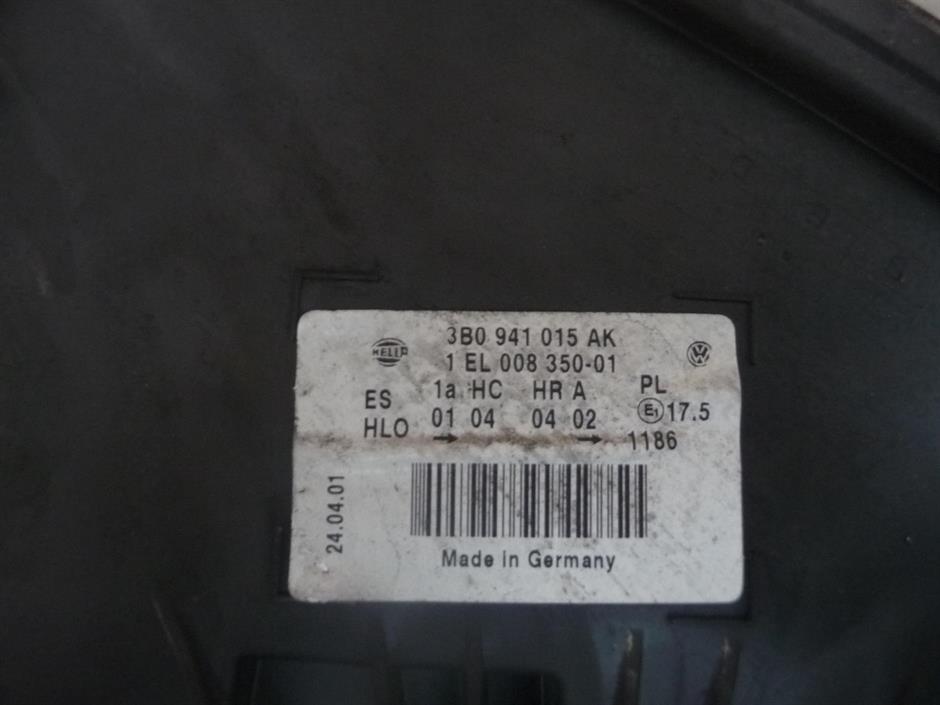 HELLA
3B0 941 015 AK
1 EL 008 350-01
ES 1a HC HR A PL
HLO 01 04 04 02 E1 17.5
→ → 1186
24.04.01
Made in Germany